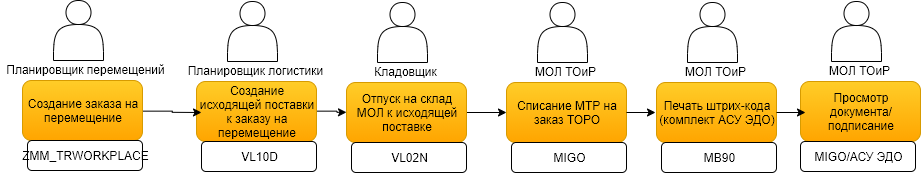 Планировщик перемещений
Создание заказа на
перемещение
ZMM_TRWORKPLACE
Планировщик логистики
Создание
исходящей поставки
к заказу на
перемещение
VL10D
Кладовщик
Отпуск на склад
МОЛ к исходящей
поставке
VL02N
МОЛ ТОиР
Списание МТР на
заказ ТОРО
MIGO
МОЛ ТОиР
Печать штрих-кода
(комплект АСУ ЭДО)
MB90
МОЛ ТОиР
Просмотр
документа/
подписание
MIGO/АСУ ЭДО